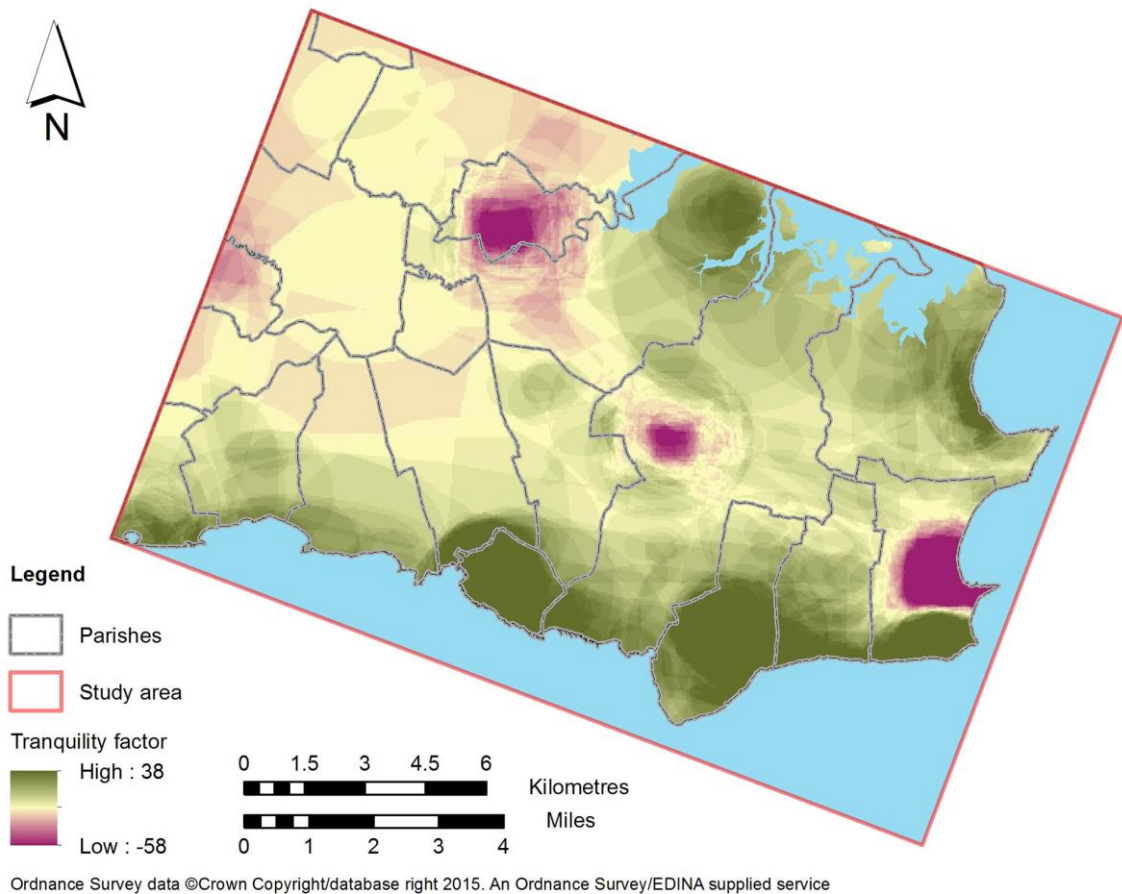 N
Legend
Parishes
Study area
Tranquility factor
High : 38
Low : -58
0 1.5 3 4.5 6
Kilometres
Miles
0 1 2 3 4
Ordnance Survey data ©Crown Copyright/database right 2015. An Ordnance Survey/EDINA supplied service